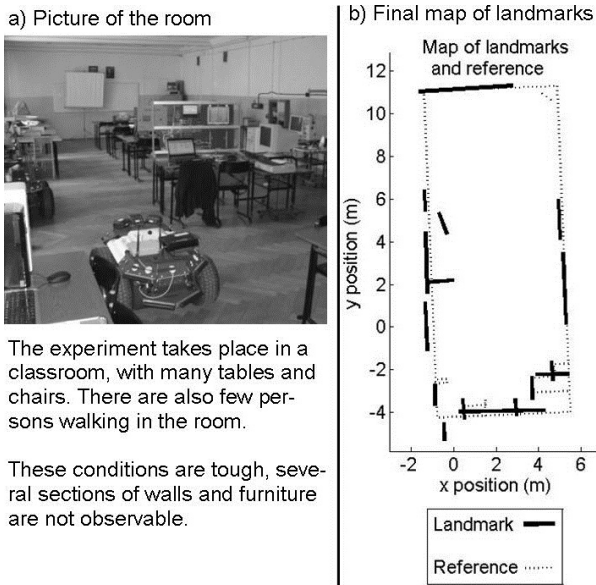 a) Picture of the room
The experiment takes place in a
classroom, with many tables and
chairs. There are also few per-
sons walking in the room.
These conditions are tough, seve-
ral sections of walls and furniture
are not observable.
b) Final map of landmarks
Map of landmarks
and reference
12
10
8
6
4
2
0
-2
-4
y position (m)
-2 0 2 4 6
x position (m)
Landmark
Reference